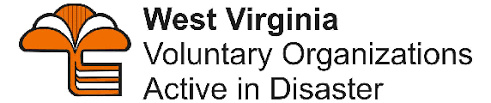 West Virginia
Voluntary Organizations
Active in Disaster